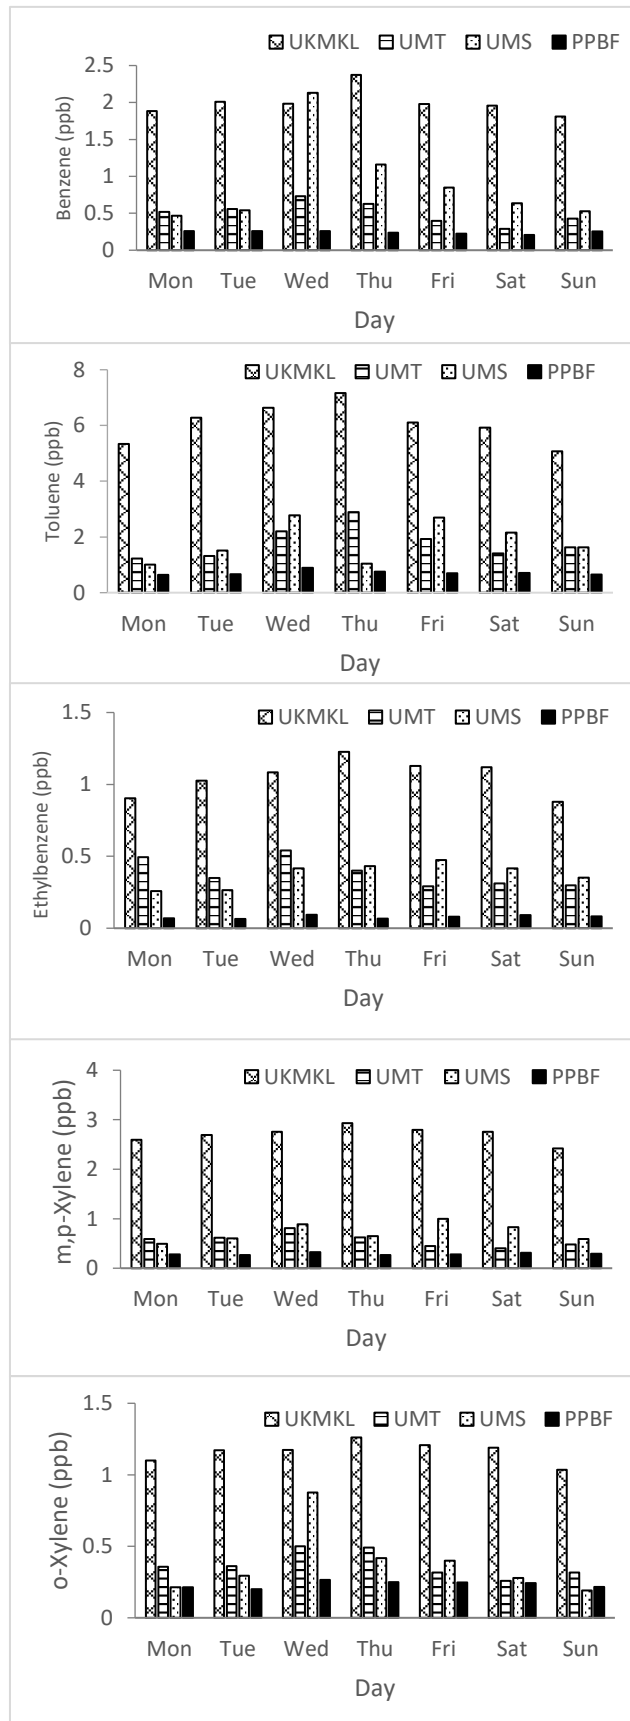 UKMKL UMT UMS PPBF
2.5
2
1.5
1
0.5
0
Benzene (ppb)
Mon Tue Wed Thu Fri Sat Sun
Day
UKMKL UMT UMS PPBF
8
6
4
2
0
Toluene (ppb)
Mon Tue Wed Thu Fri Sat Sun
Day
UKMKL UMT UMS PPBF
1.5
1
0.5
0
Ethylbenzene (ppb)
Mon Tue Wed Thu Fri Sat Sun
Day
UKMKL UMT UMS PPBF
4
3
2
1
0
m,p-Xylene (ppb)
Mon Tue Wed Thu Fri Sat Sun
Day
UKMKL UMT UMS PPBF
1.5
1
0.5
0
o-Xylene (ppb)
Mon Tue Wed Thu Fri Sat Sun
Day